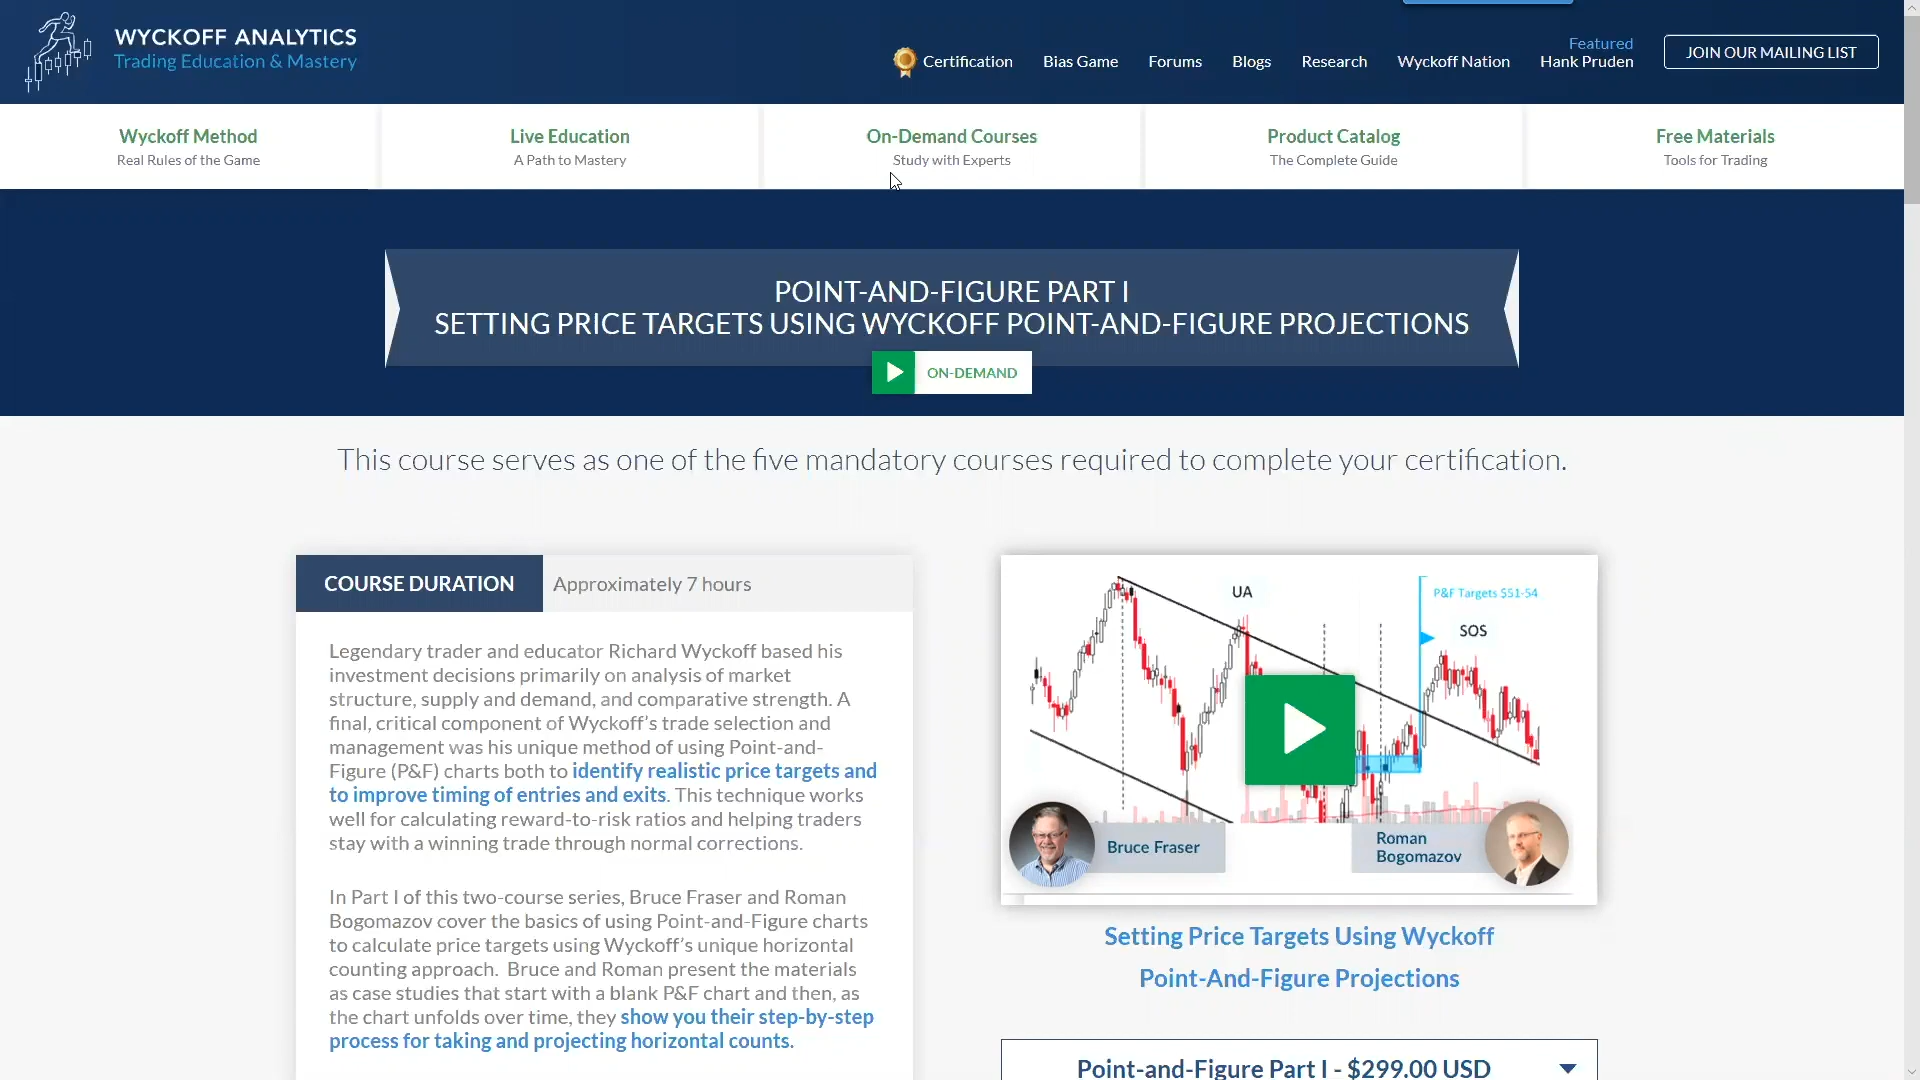 WYCKOFF ANALYTICS
Trading Education & Mastery
Certification
Bias Game
Forums
Blogs
Research
Wyckoff Nation
Featured
Hank Pruden
JOIN OUR MAILING LIST
Wyckoff Method
Real Rules of the Game
Live Education
A Path to Mastery
On-Demand Courses
Study with Experts
Product Catalog
The Complete Guide
Free Materials
Tools for Trading
POINT-AND-FIGURE PART I
SETTING PRICE TARGETS USING WYCKOFF POINT-AND-FIGURE PROJECTIONS
ON-DEMAND
This course serves as one of the five mandatory courses required to complete your certification.
COURSE DURATION
Approximately 7 hours
Legendary trader and educator Richard Wyckoff based his
investment decisions primarily on analysis of market
structure, supply and demand, and comparative strength. A
final, critical component of Wyckoff's trade selection and
management was his unique method of using Point-and-
Figure (P&F) charts both to identify realistic price targets and
to improve timing of entries and exits. This technique works
well for calculating reward-to-risk ratios and helping traders
stay with a winning trade through normal corrections.
In Part I of this two-course series, Bruce Fraser and Roman
Bogomazov cover the basics of using Point-and-Figure charts
to calculate price targets using Wyckoff's unique horizontal
counting approach. Bruce and Roman present the materials
as case studies that start with a blank P&F chart and then, as
the chart unfolds over time, they show you their step-by-step
process for taking and projecting horizontal counts.
UA
P&F Targets $51-54
SOS
Bruce Fraser
Roman
Bogomazov
Setting Price Targets Using Wyckoff
Point-And-Figure Projections
Point-and-Figure Part I - $299.00 USD